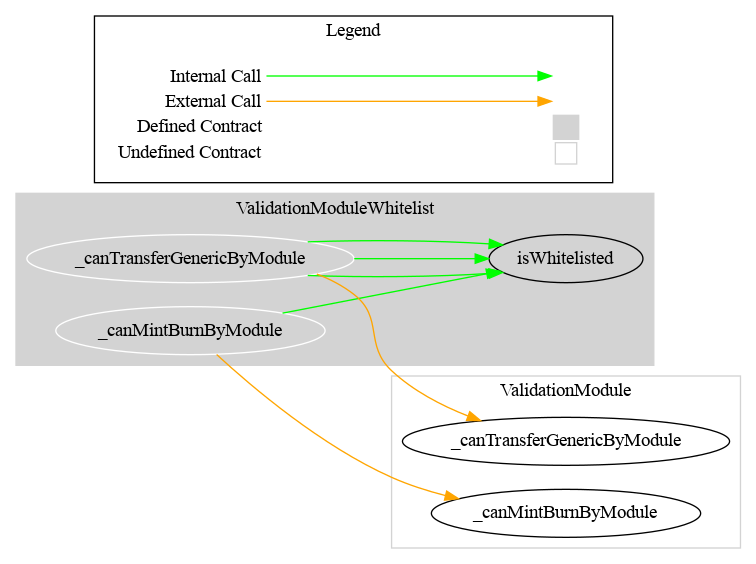 Legend
Internal Call
External Call
Defined Contract
Undefined Contract
ValidationModuleWhitelist
_canTransferGenericByModule
isWhitelisted
_canMintBurnByModule
ValidationModule
_canTransferGenericByModule
_canMintBurnByModule